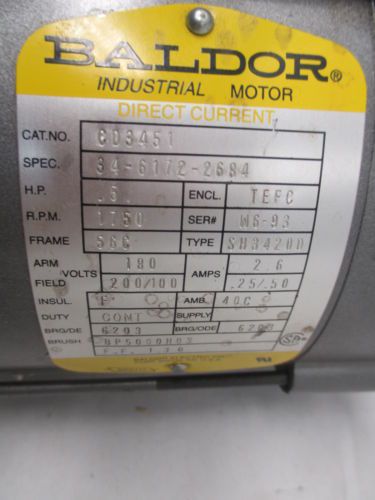 BALDOR®
INDUSTRIAL MOTOR
DIRECT CURRENT
CAT.NO. CD3451
SPEC. 34-6172-2684
H.P. .5 ENCL. TEFC
R.P.M. 1750 SER# W6-93
FRAME 56C TYPE SH3420D
ARM 180 2.6
VOLTS AMPS
FIELD 200/100 .25/.50
INSUL. F AMB 40C
DUTY CONT SUPPLY
BRG/DE 6203 BRG/ODE 6203
BRUSH BP5000H03
F.F. 130